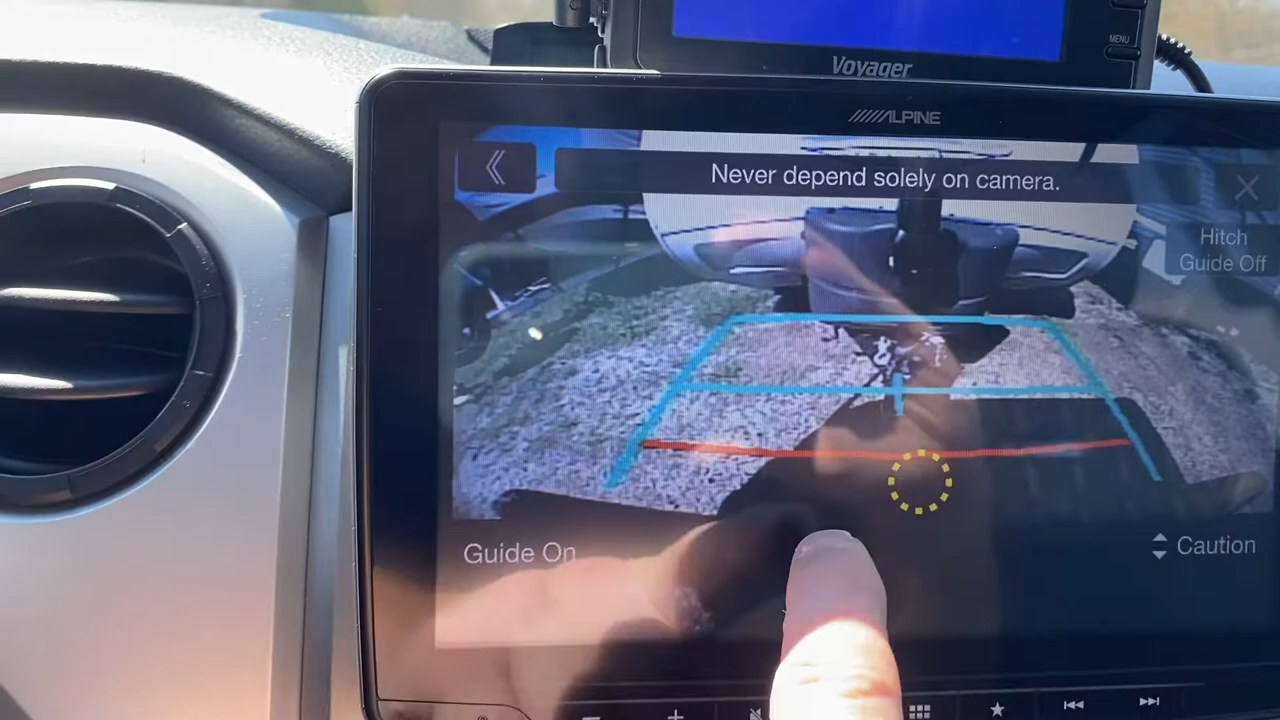 MENU
Voyager
ALPINE
Never depend solely on camera.
Hitch
Guide Off
Guide On
Caution